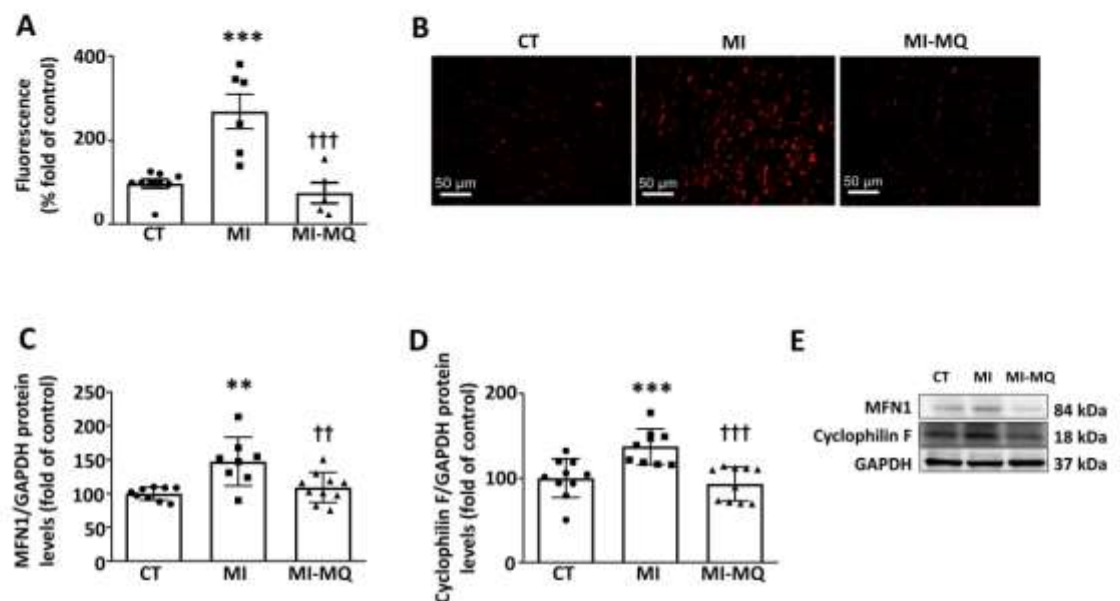 A
Fluorescence
(% fold of control)
400
200
0
***
†††
CT
MI
MI-MQ
B
CT
MI
MI-MQ
50 µm
50 µm
50 µm
C
MFN1/GAPDH protein
levels (fold of control)
250
200
150
100
50
0
**
††
CT
MI
MI-MQ
D
Cyclophilin F/GAPDH protein
levels (fold of control)
200
100
0
***
†††
CT
MI
MI-MQ
E
CT MI MI-MQ
MFN1 84 kDa
Cyclophilin F 18 kDa
GAPDH 37 kDa